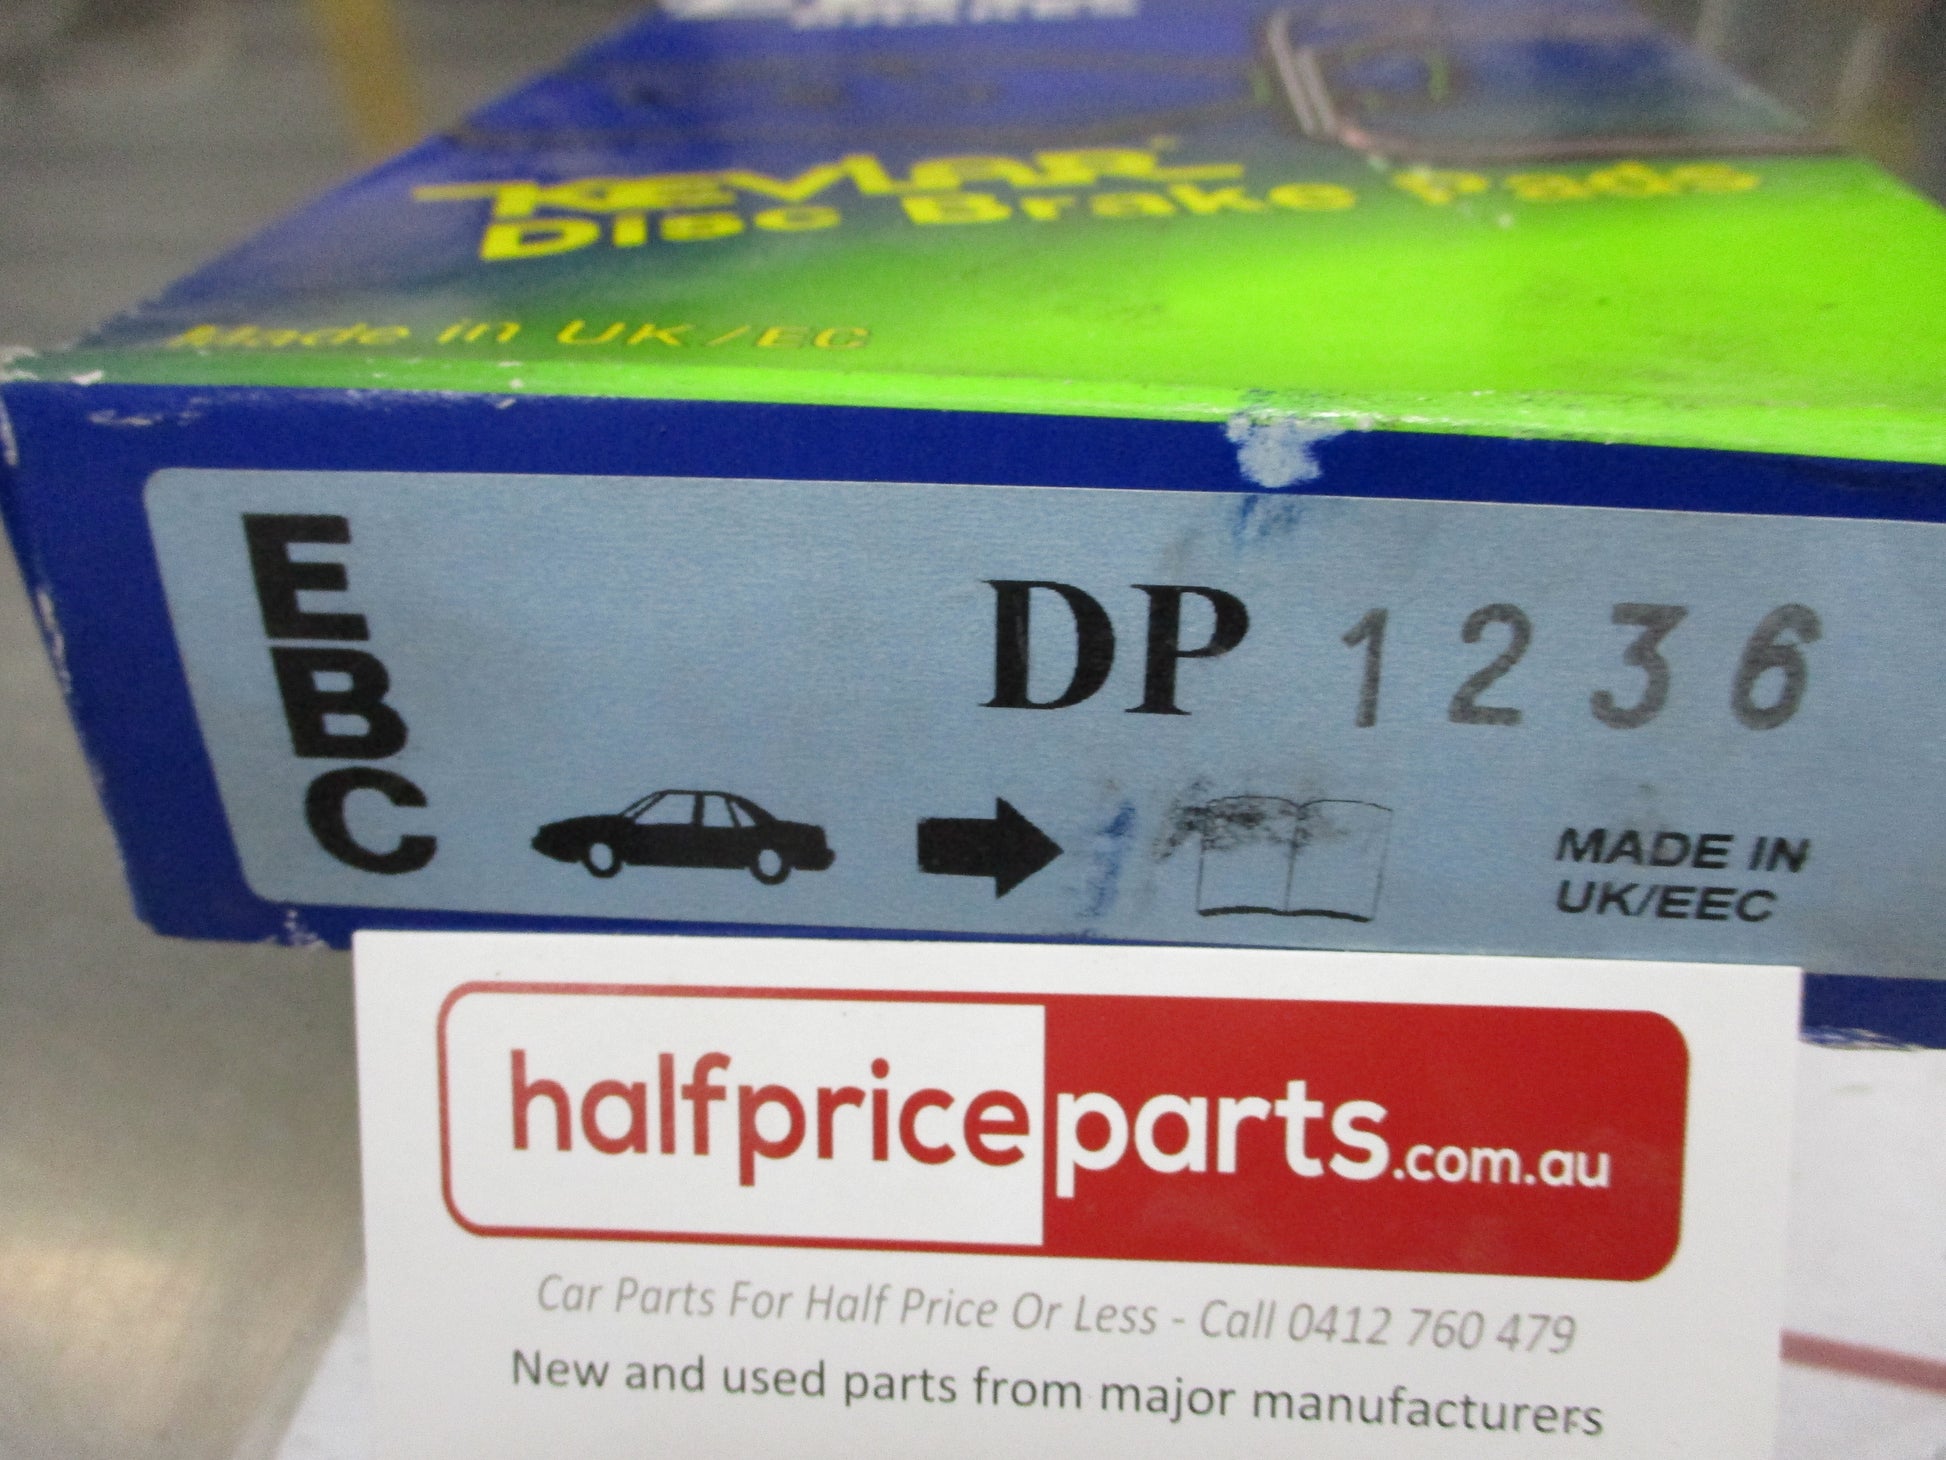 KEVLAR
Disc Brake Pads
Made in UK/EC
EBC
DP 1236
MADE IN
UK/EEC
halfpriceparts.com.au
Car Parts For Half Price Or Less - Call 0412 760 479
New and used parts from major manufacturers